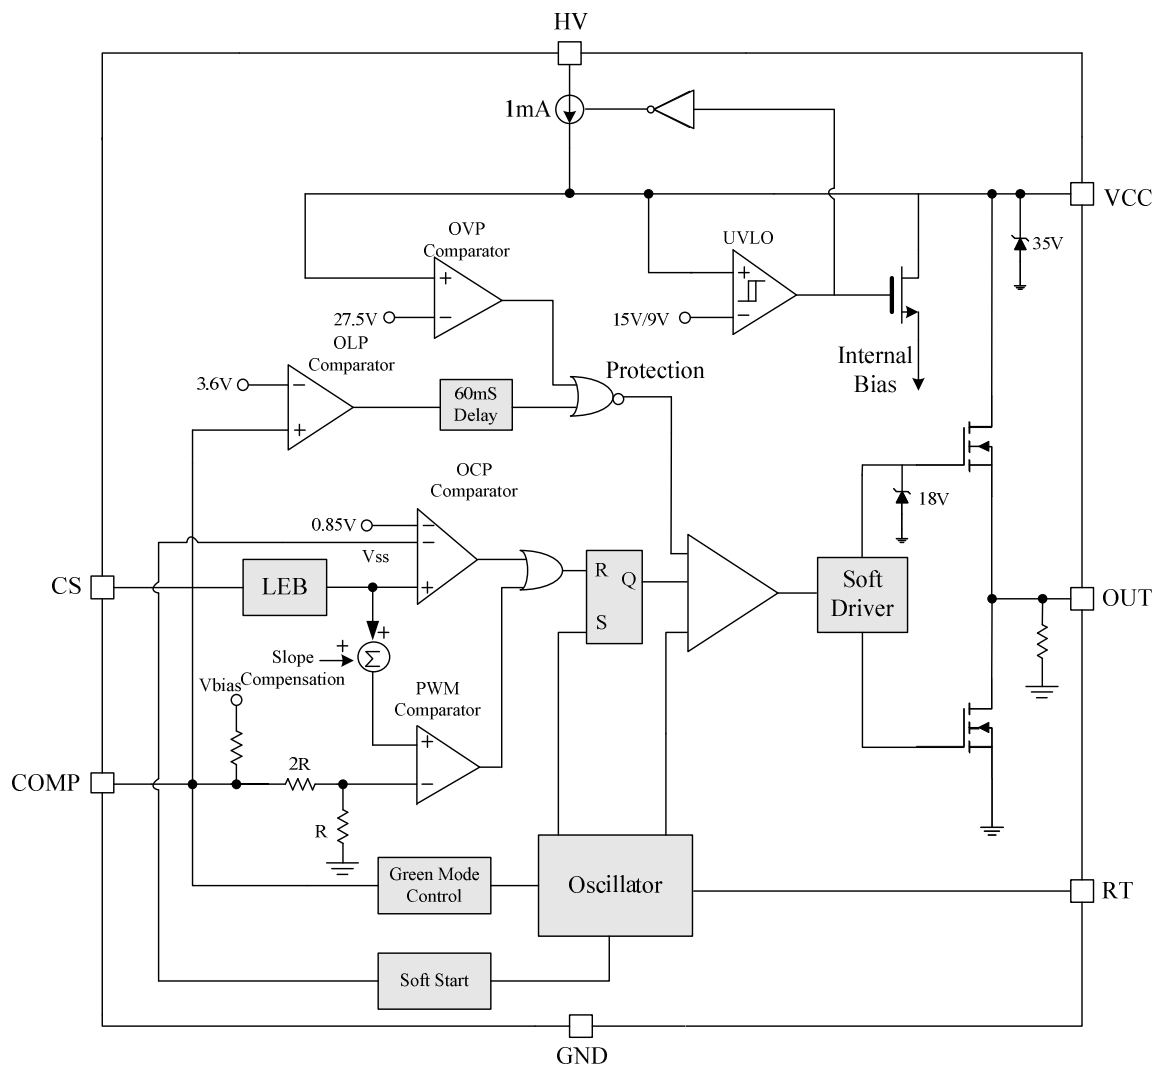 HV
1mA
VCC
OVP
Comparator
UVLO
35V
27.5V
15V/9V
OLP
Comparator
Internal
Bias
Protection
3.6V
60mS
Delay
OCP
Comparator
0.85V
18V
Vss
CS
LEB
R
Q
S
Soft
Driver
OUT
Σ
Slope
Compensation
Vbias
PWM
Comparator
2R
COMP
R
Green Mode
Control
Oscillator
RT
Soft Start
GND